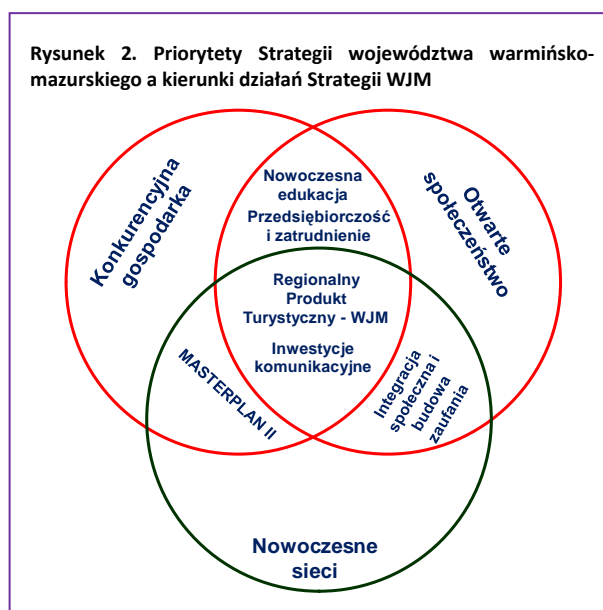 Rysunek 2. Priorytety Strategii województwa warmińsko-
mazurskiego a kierunki działań Strategii WJM
Konkurencyjna
gospodarka
Nowoczesna
edukacja
Przedsiębiorczość
i zatrudnienie
Otwarte
społeczeństwo
Regionalny
Produkt
Turystyczny - WJM
Inwestycje
komunikacyjne
MASTERPLAN II
Integracja
społeczna i
budowa
zaufania
Nowoczesne
sieci